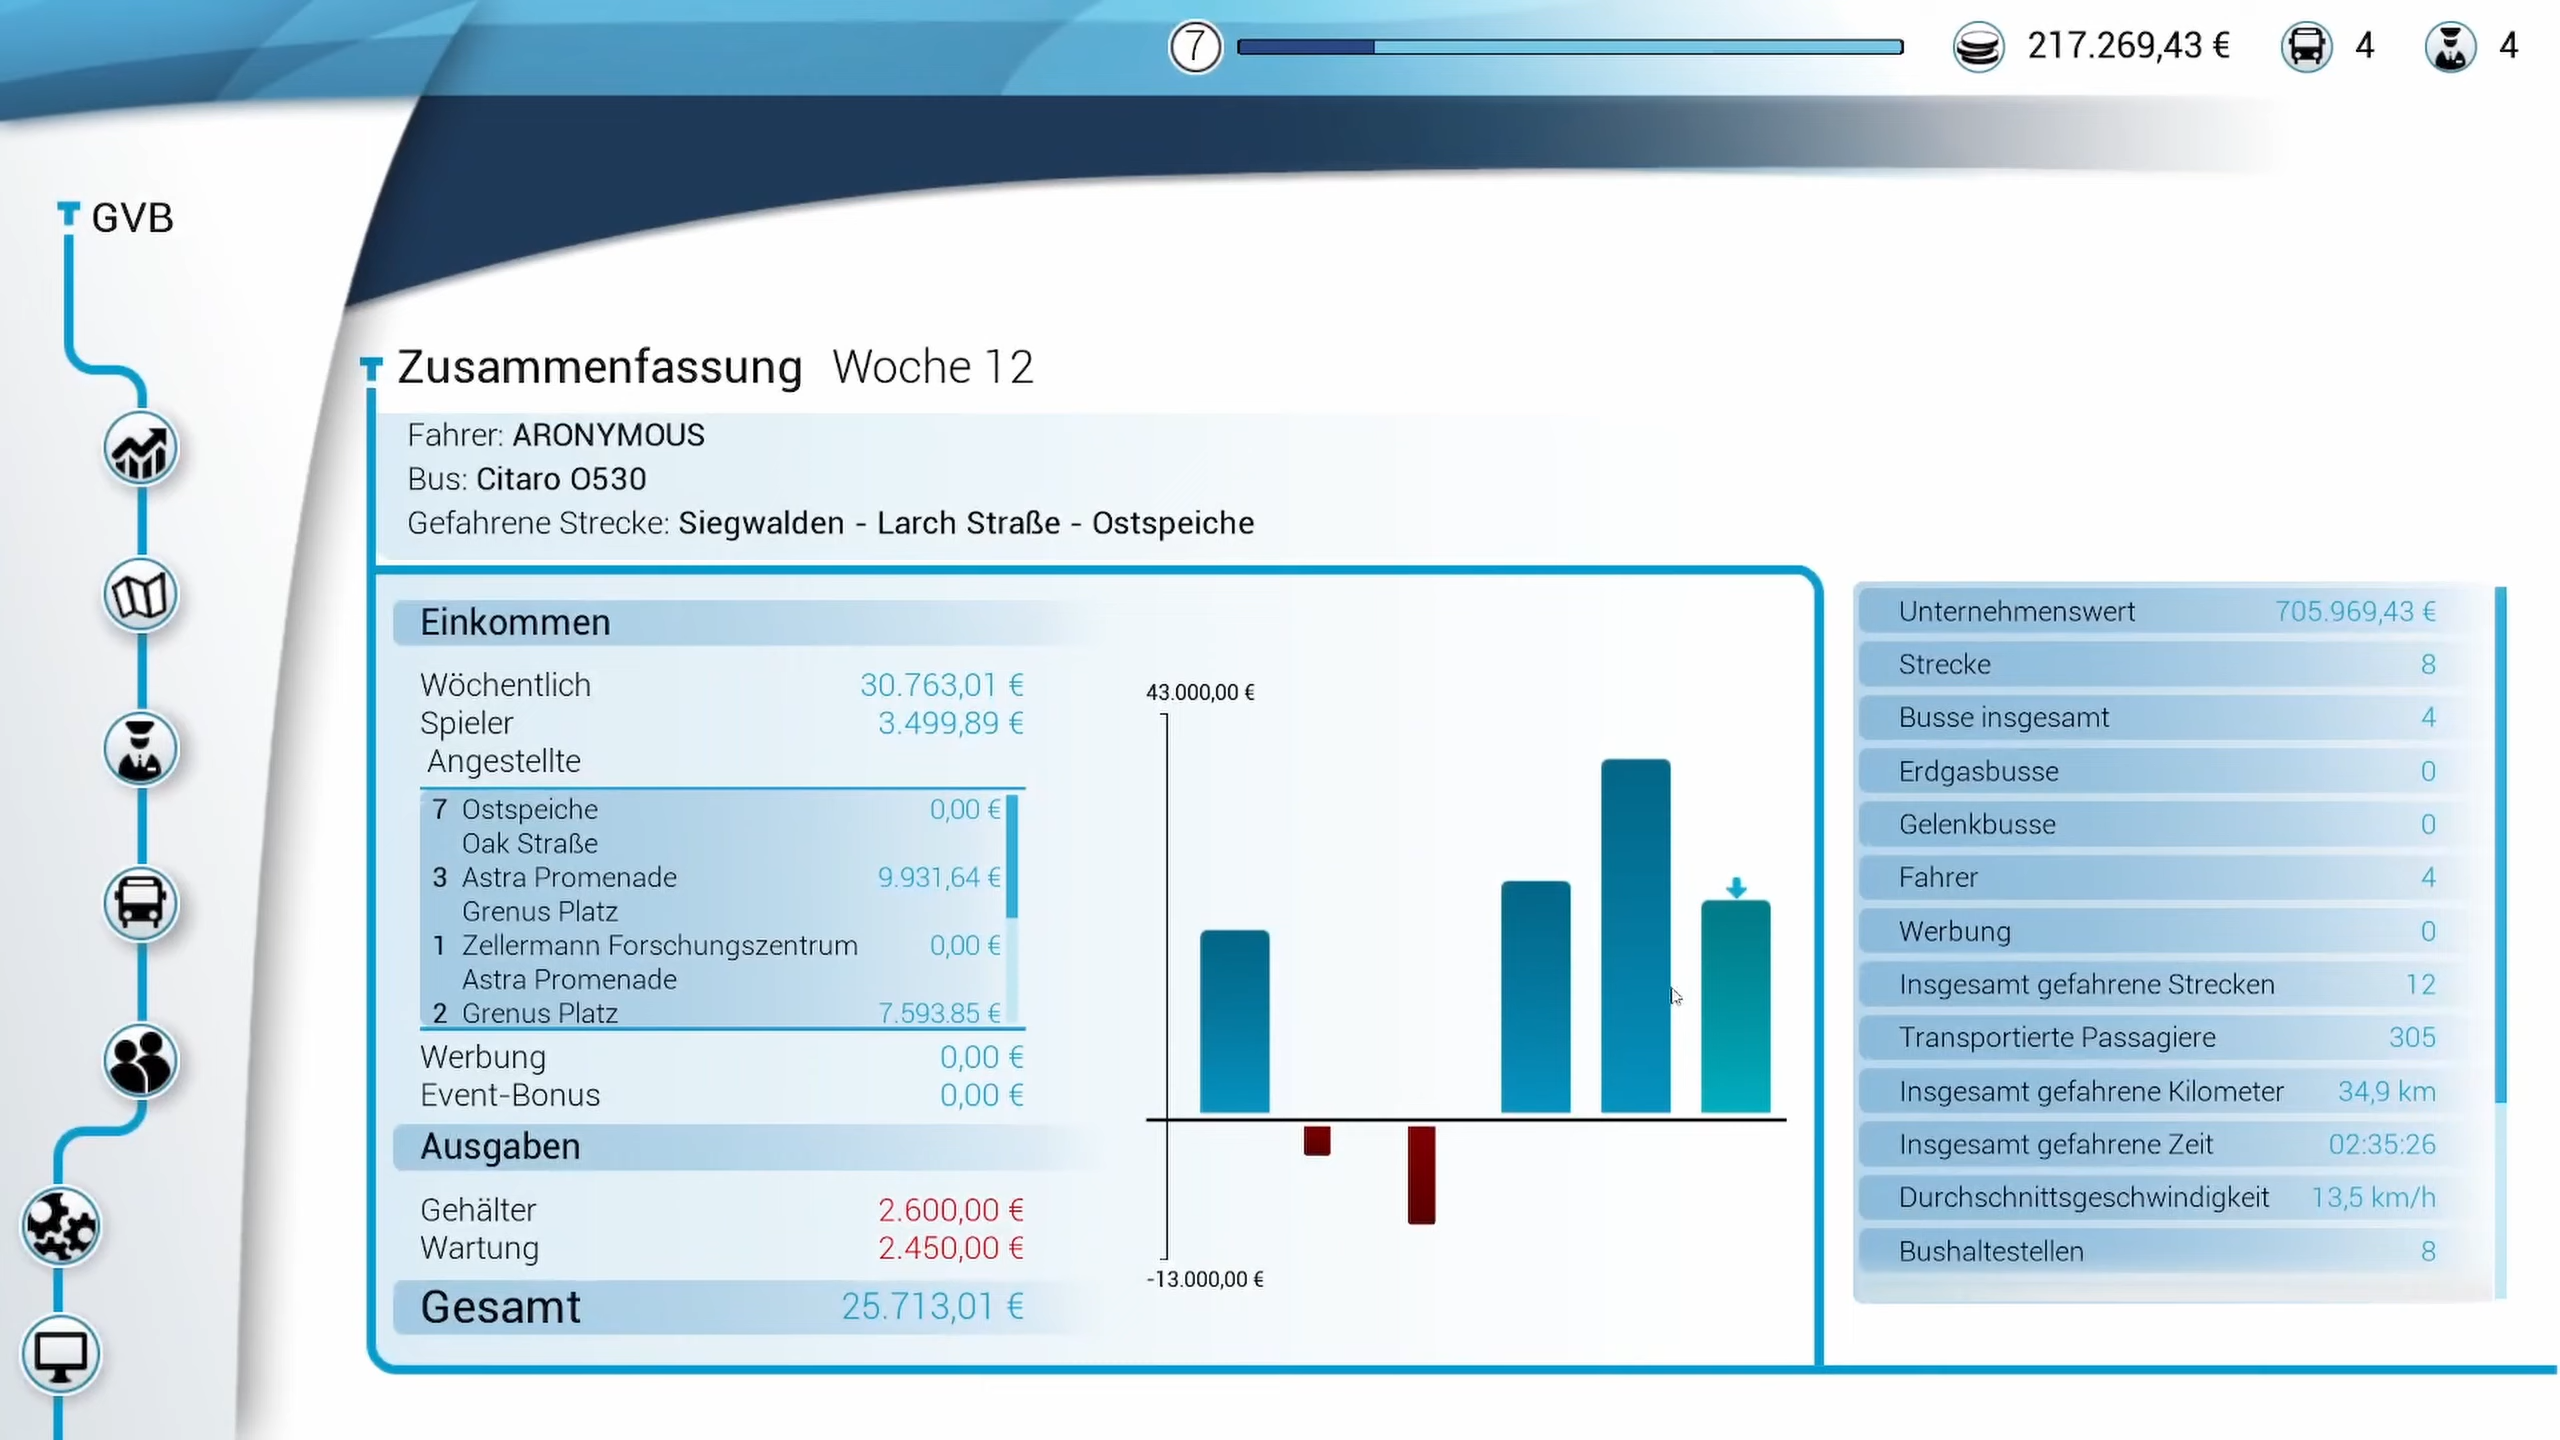 7 217.269,43 € 4 4
GVB
Zusammenfassung Woche 12
Fahrer: ARONYMOUS
Bus: Citaro O530
Gefahrene Strecke: Siegwalden - Larch Straße - Ostspeiche
Einkommen
Wöchentlich 30.763,01 €
Spieler 3.499,89 €
Angestellte
7 Ostspeiche 0,00 €
Oak Straße
3 Astra Promenade 9.931,64 €
Grenus Platz
1 Zellermann Forschungszentrum 0,00 €
Astra Promenade
2 Grenus Platz 7.593,85 €
Werbung 0,00 €
Event-Bonus 0,00 €
Ausgaben
Gehälter 2.600,00 €
Wartung 2.450,00 €
Gesamt 25.713,01 €
43.000,00 €
-13.000,00 €
Unternehmenswert 705.969,43 €
Strecke 8
Busse insgesamt 4
Erdgasbusse 0
Gelenkbusse 0
Fahrer 4
Werbung 0
Insgesamt gefahrene Strecken 12
Transportierte Passagiere 305
Insgesamt gefahrene Kilometer 34,9 km
Insgesamt gefahrene Zeit 02:35:26
Durchschnittsgeschwindigkeit 13,5 km/h
Bushaltestellen 8